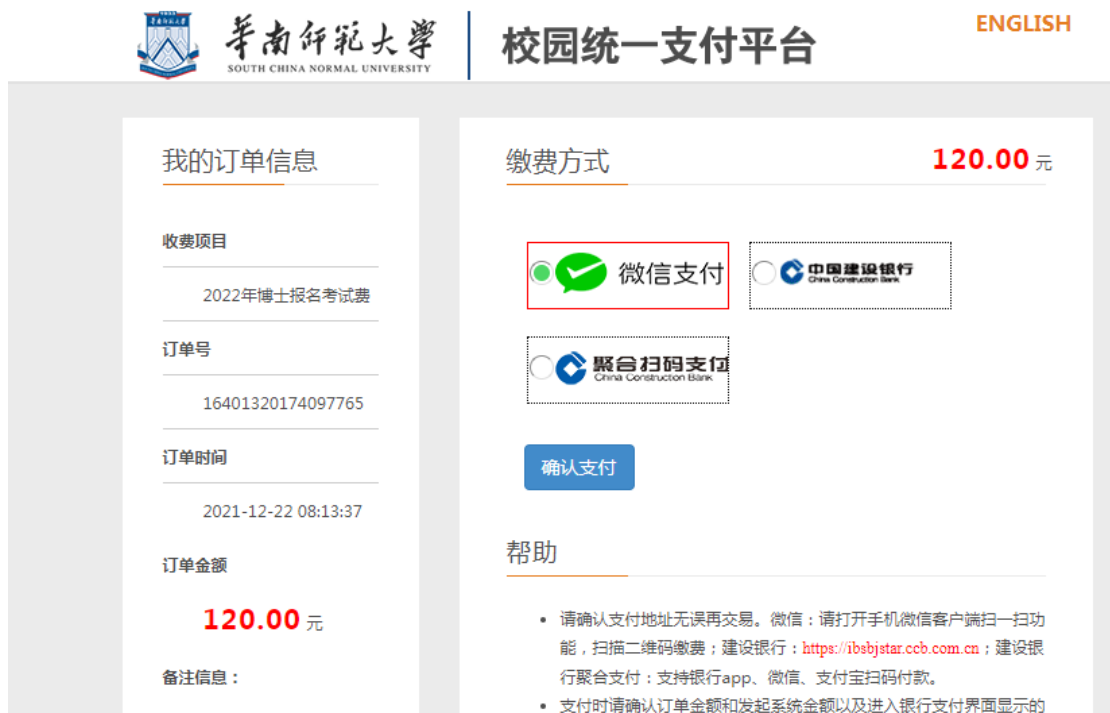 華南師範大學
SOUTH CHINA NORMAL UNIVERSITY
校园统一支付平台
ENGLISH
我的订单信息
收费项目
2022年博士报名考试费
订单号
16401320174097765
订单时间
2021-12-22 08:13:37
订单金额
120.00 元
备注信息：
缴费方式
120.00 元
微信支付
中国建设银行
China Construction Bank
聚合扫码支付
China Construction Bank
确认支付
帮助
请确认支付地址无误再交易。微信：请打开手机微信客户端扫一扫功
能，扫描二维码缴费；建设银行：https://ibsbjstar.ccb.com.cn；建设银
行聚合支付：支持银行app、微信、支付宝扫码付款。
支付时请确认订单金额和发起系统金额以及进入银行支付界面显示的